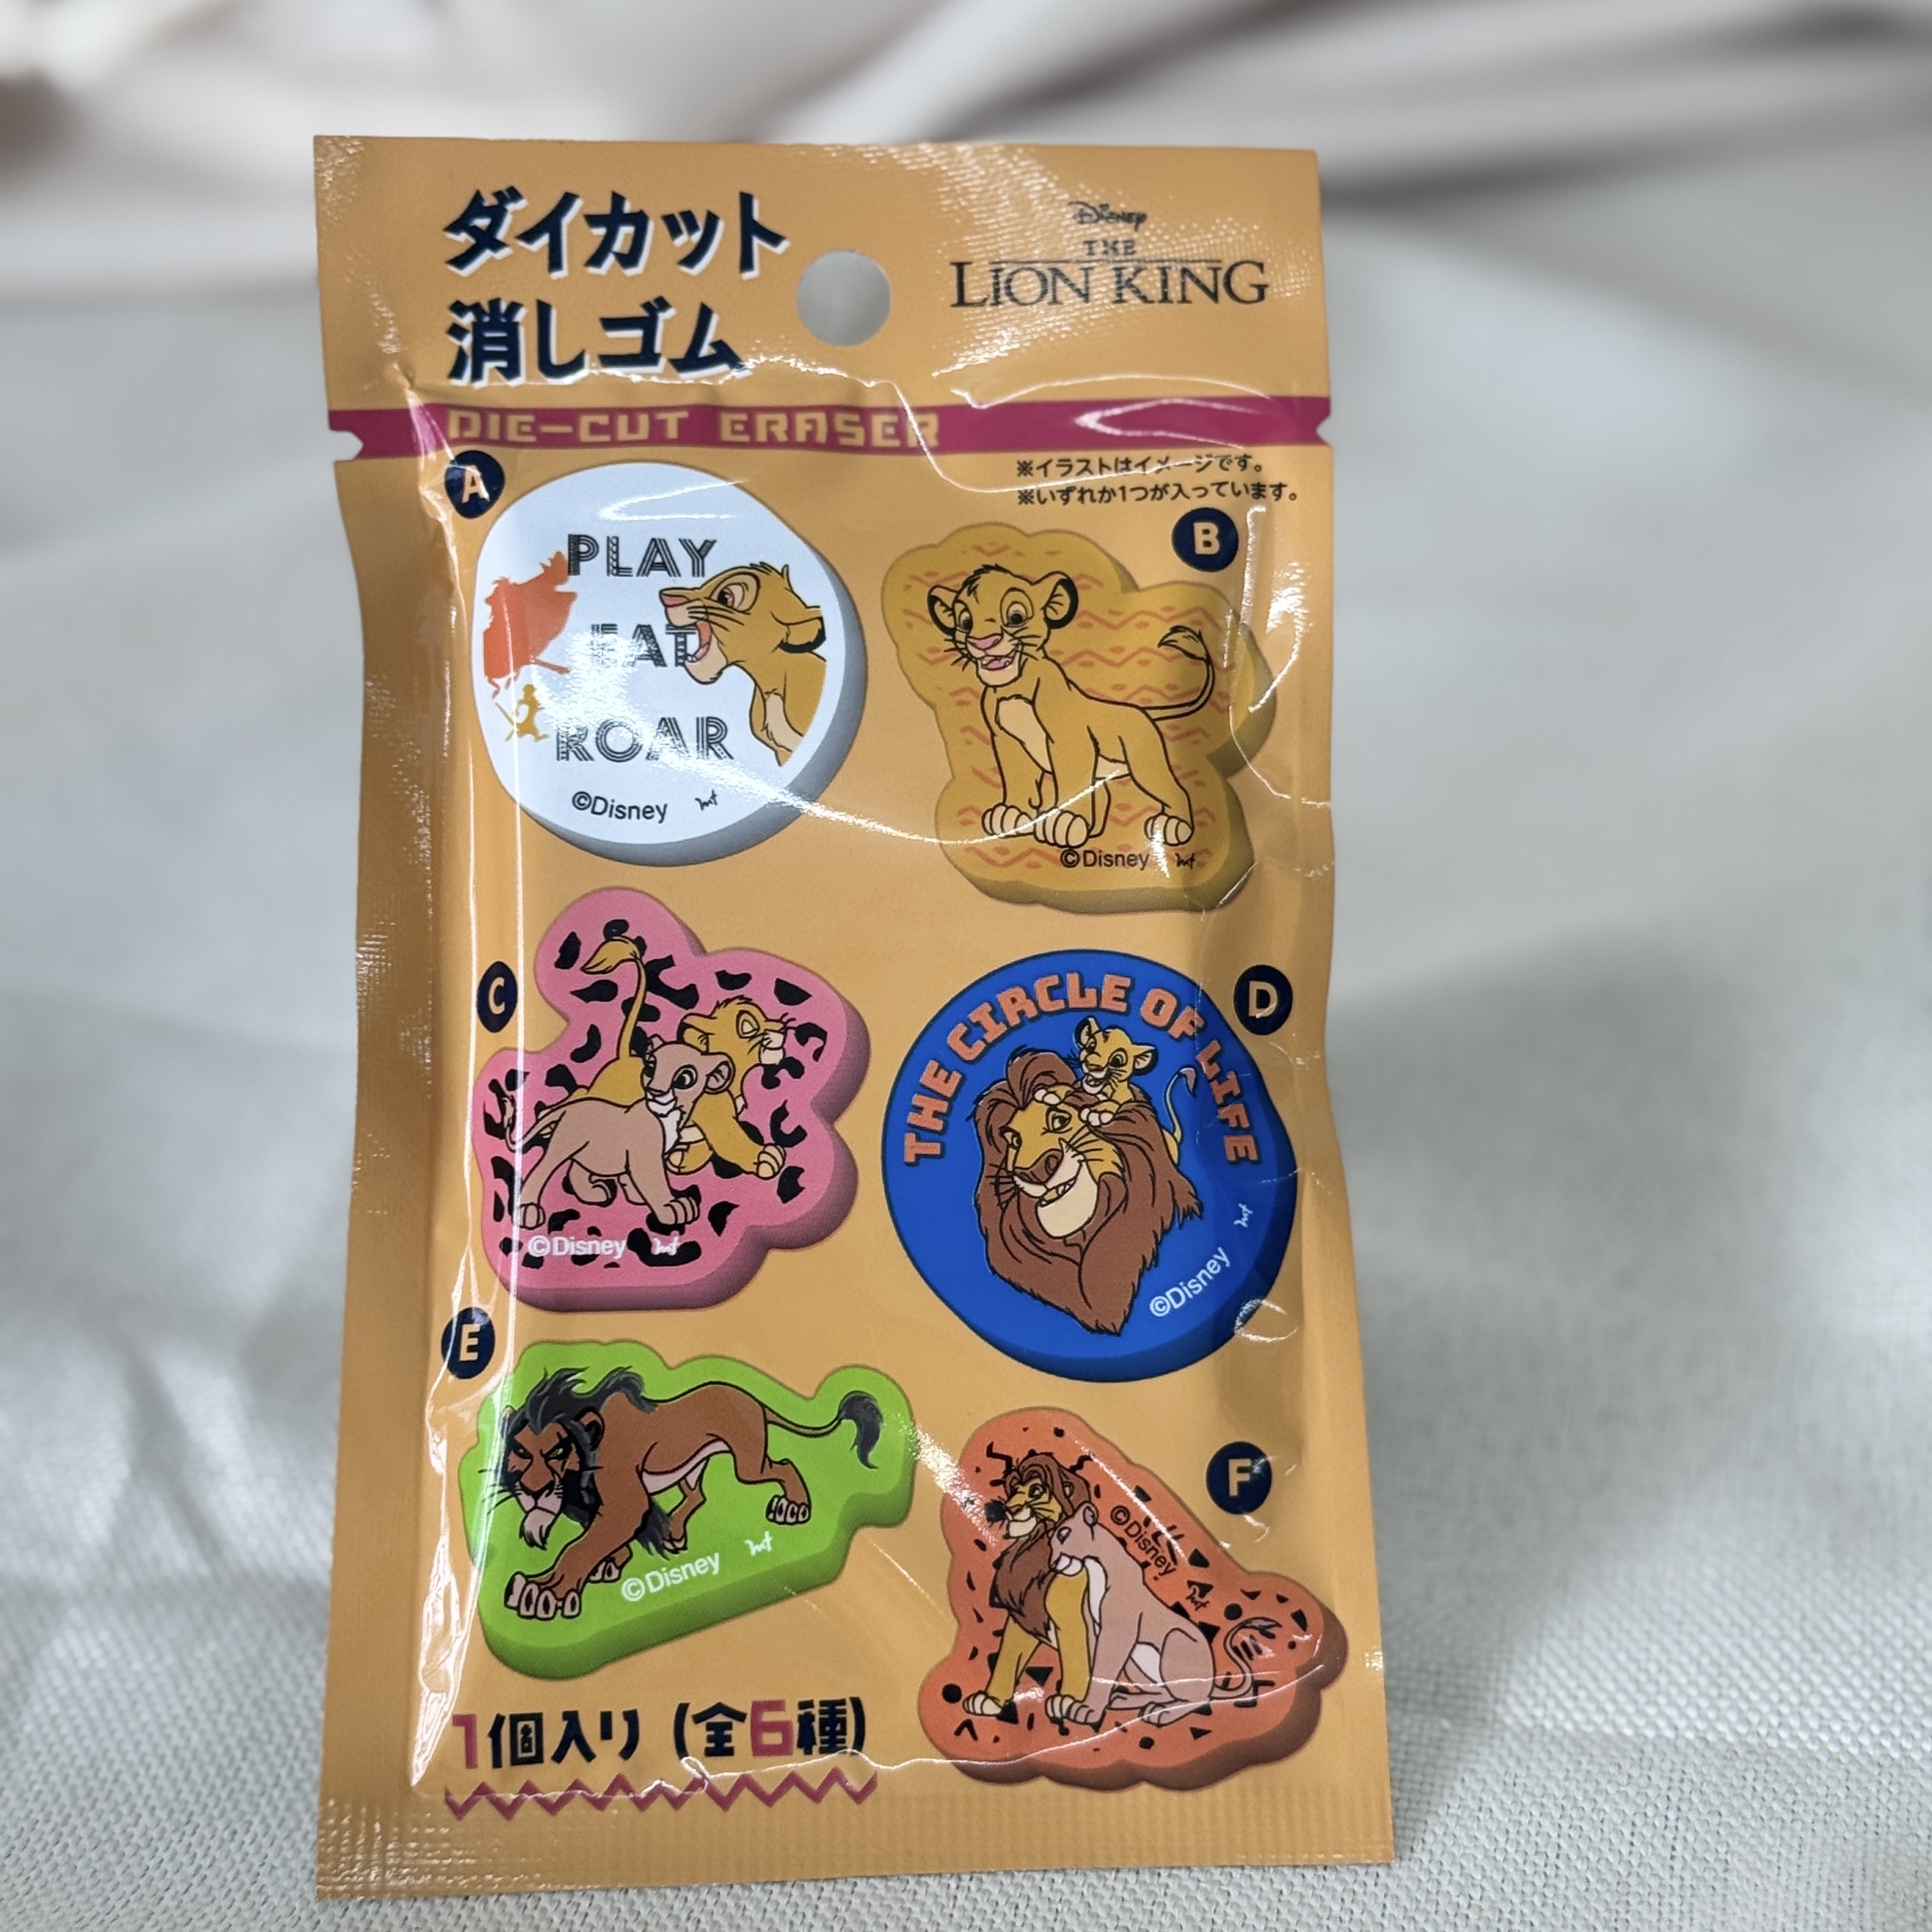 ダイカット
消しゴム
Disney
THE
LION KING
DIE-CUT ERASER
※イラストはイメージです。
※いずれか1つが入っています。
A
PLAY
EAT
ROAR
©Disney
B
©Disney
C
©Disney
D
THE CIRCLE OF LIFE
©Disney
E
©Disney
F
©Disney
1個入り(全6種)